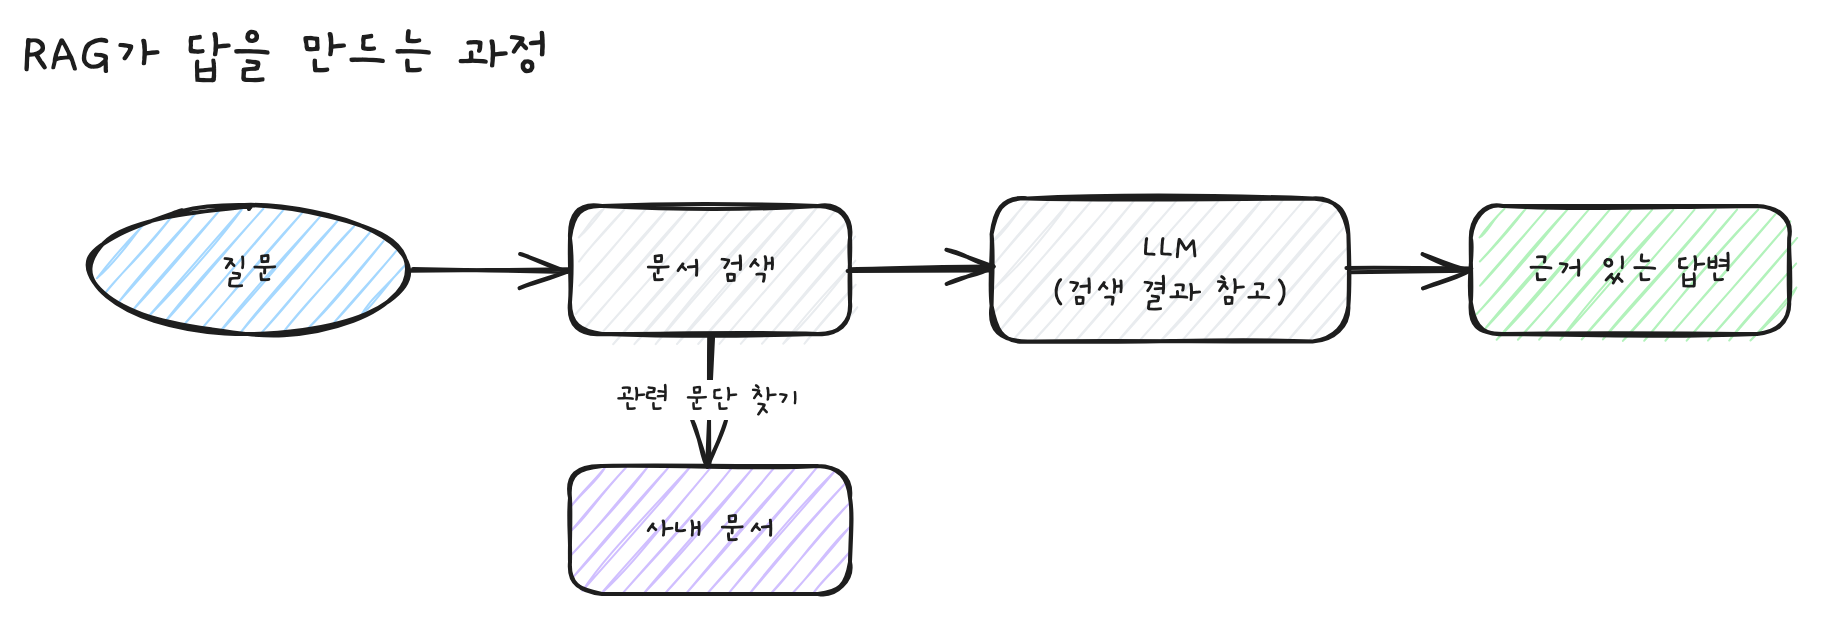 RAG가 답을 만드는 과정
질문
문서 검색
LLM
(검색 결과 참고)
근거 있는 답변
관련 문단 찾기
사내 문서